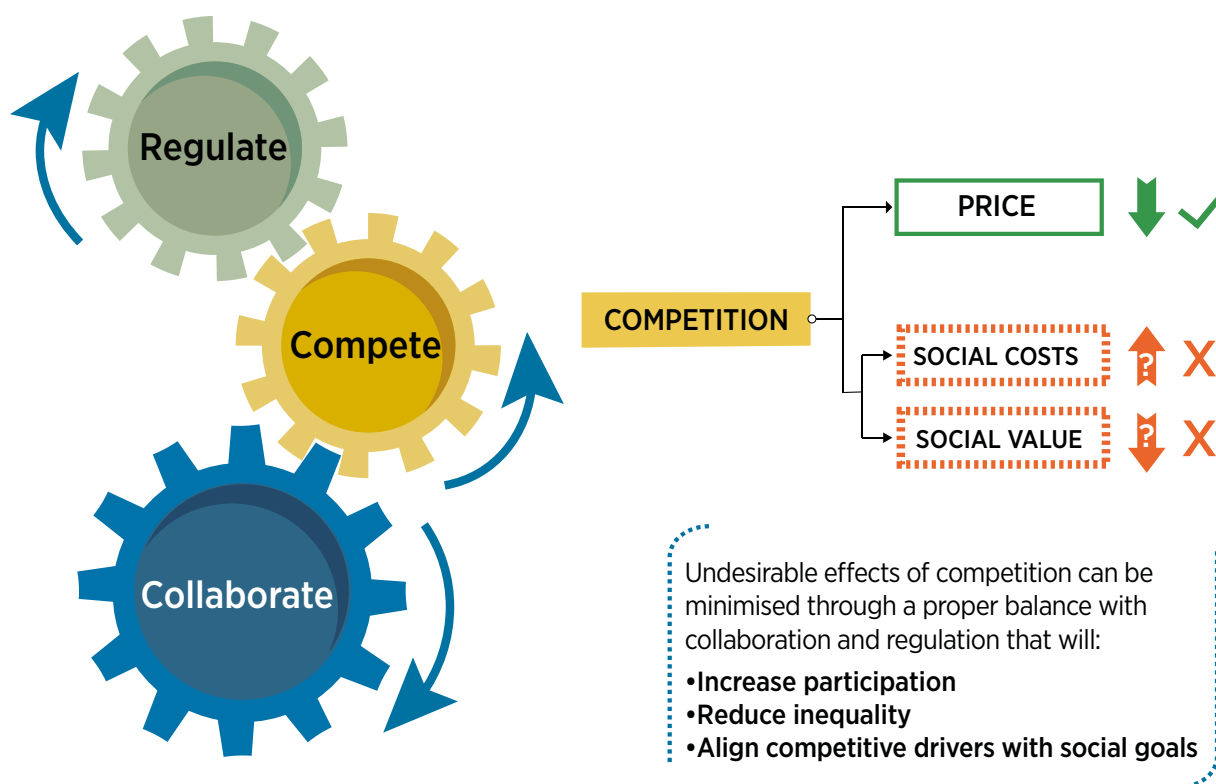 Regulate
Compete
Collaborate
COMPETITION
PRICE
SOCIAL COSTS
?
X
SOCIAL VALUE
?
X
Undesirable effects of competition can be
minimised through a proper balance with
collaboration and regulation that will:
•Increase participation
•Reduce inequality
•Align competitive drivers with social goals